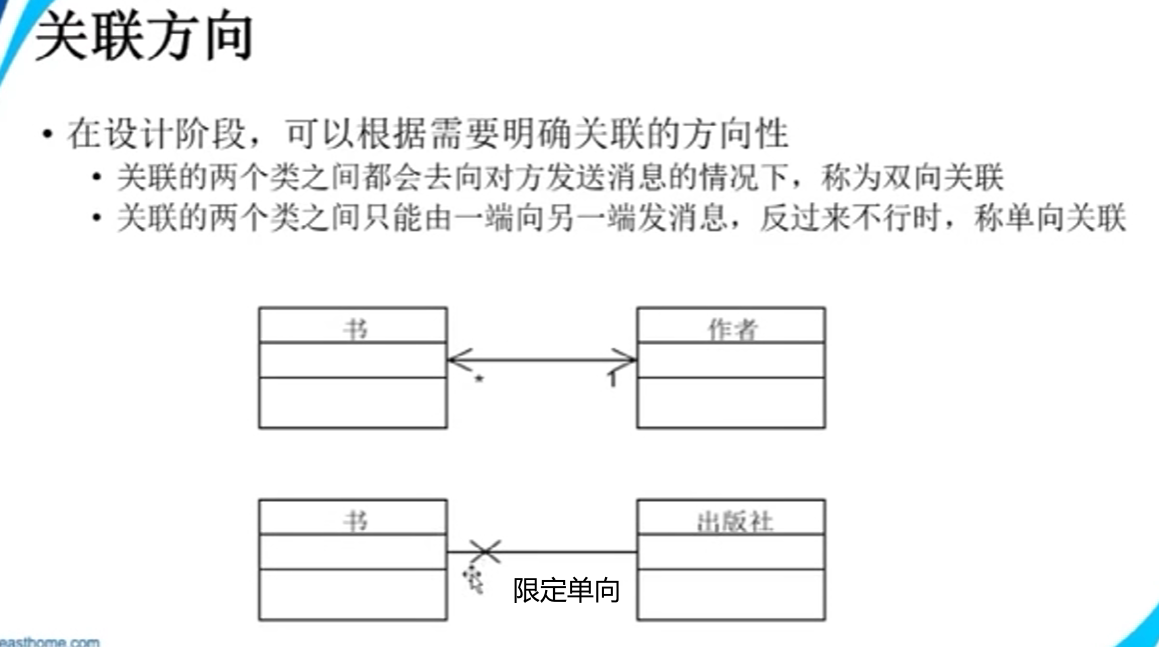 关联方向
• 在设计阶段，可以根据需要明确关联的方向性
• 关联的两个类之间都会去向对方发送消息的情况下，称为双向关联
• 关联的两个类之间只能由一端向另一端发消息，反过来不行时，称单向关联
书
作者
*
1
书
出版社
限定单向
easthome.com